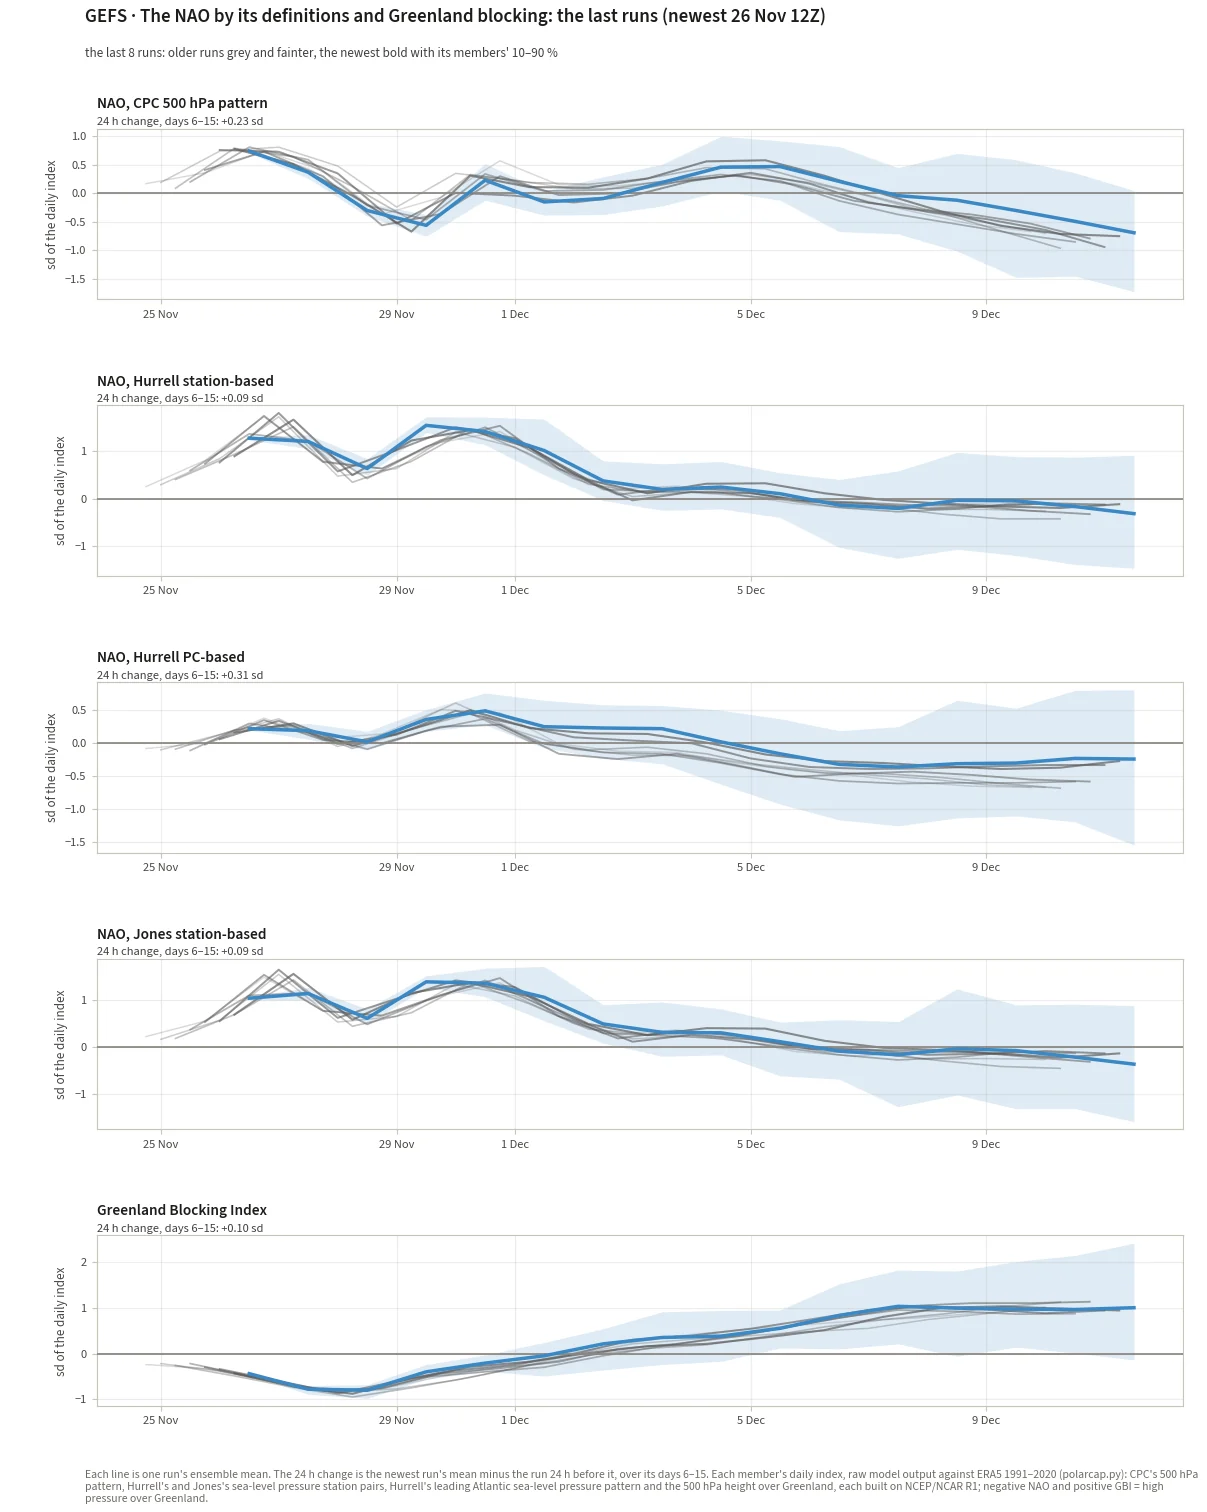 GEFS · The NAO by its definitions and Greenland blocking: the last runs (newest 26 Nov 12Z)
the last 8 runs: older runs grey and fainter, the newest bold with its members' 10–90 %
NAO, CPC 500 hPa pattern
24 h change, days 6–15: +0.23 sd
1.0
0.5
0.0
−0.5
−1.0
−1.5
sd of the daily index
25 Nov
29 Nov
1 Dec
5 Dec
9 Dec
NAO, Hurrell station-based
24 h change, days 6–15: +0.09 sd
1
0
−1
sd of the daily index
25 Nov
29 Nov
1 Dec
5 Dec
9 Dec
NAO, Hurrell PC-based
24 h change, days 6–15: +0.31 sd
0.5
0.0
−0.5
−1.0
−1.5
sd of the daily index
25 Nov
29 Nov
1 Dec
5 Dec
9 Dec
NAO, Jones station-based
24 h change, days 6–15: +0.09 sd
1
0
−1
sd of the daily index
25 Nov
29 Nov
1 Dec
5 Dec
9 Dec
Greenland Blocking Index
24 h change, days 6–15: +0.10 sd
2
1
0
−1
sd of the daily index
25 Nov
29 Nov
1 Dec
5 Dec
9 Dec
Each line is one run's ensemble mean. The 24 h change is the newest run's mean minus the run 24 h before it, over its days 6–15. Each member's daily index, raw model output against ERA5 1991–2020 (polarcap.py): CPC's 500 hPa
pattern, Hurrell's and Jones's sea-level pressure station pairs, Hurrell's leading Atlantic sea-level pressure pattern and the 500 hPa height over Greenland, each built on NCEP/NCAR R1; negative NAO and positive GBI = high
pressure over Greenland.